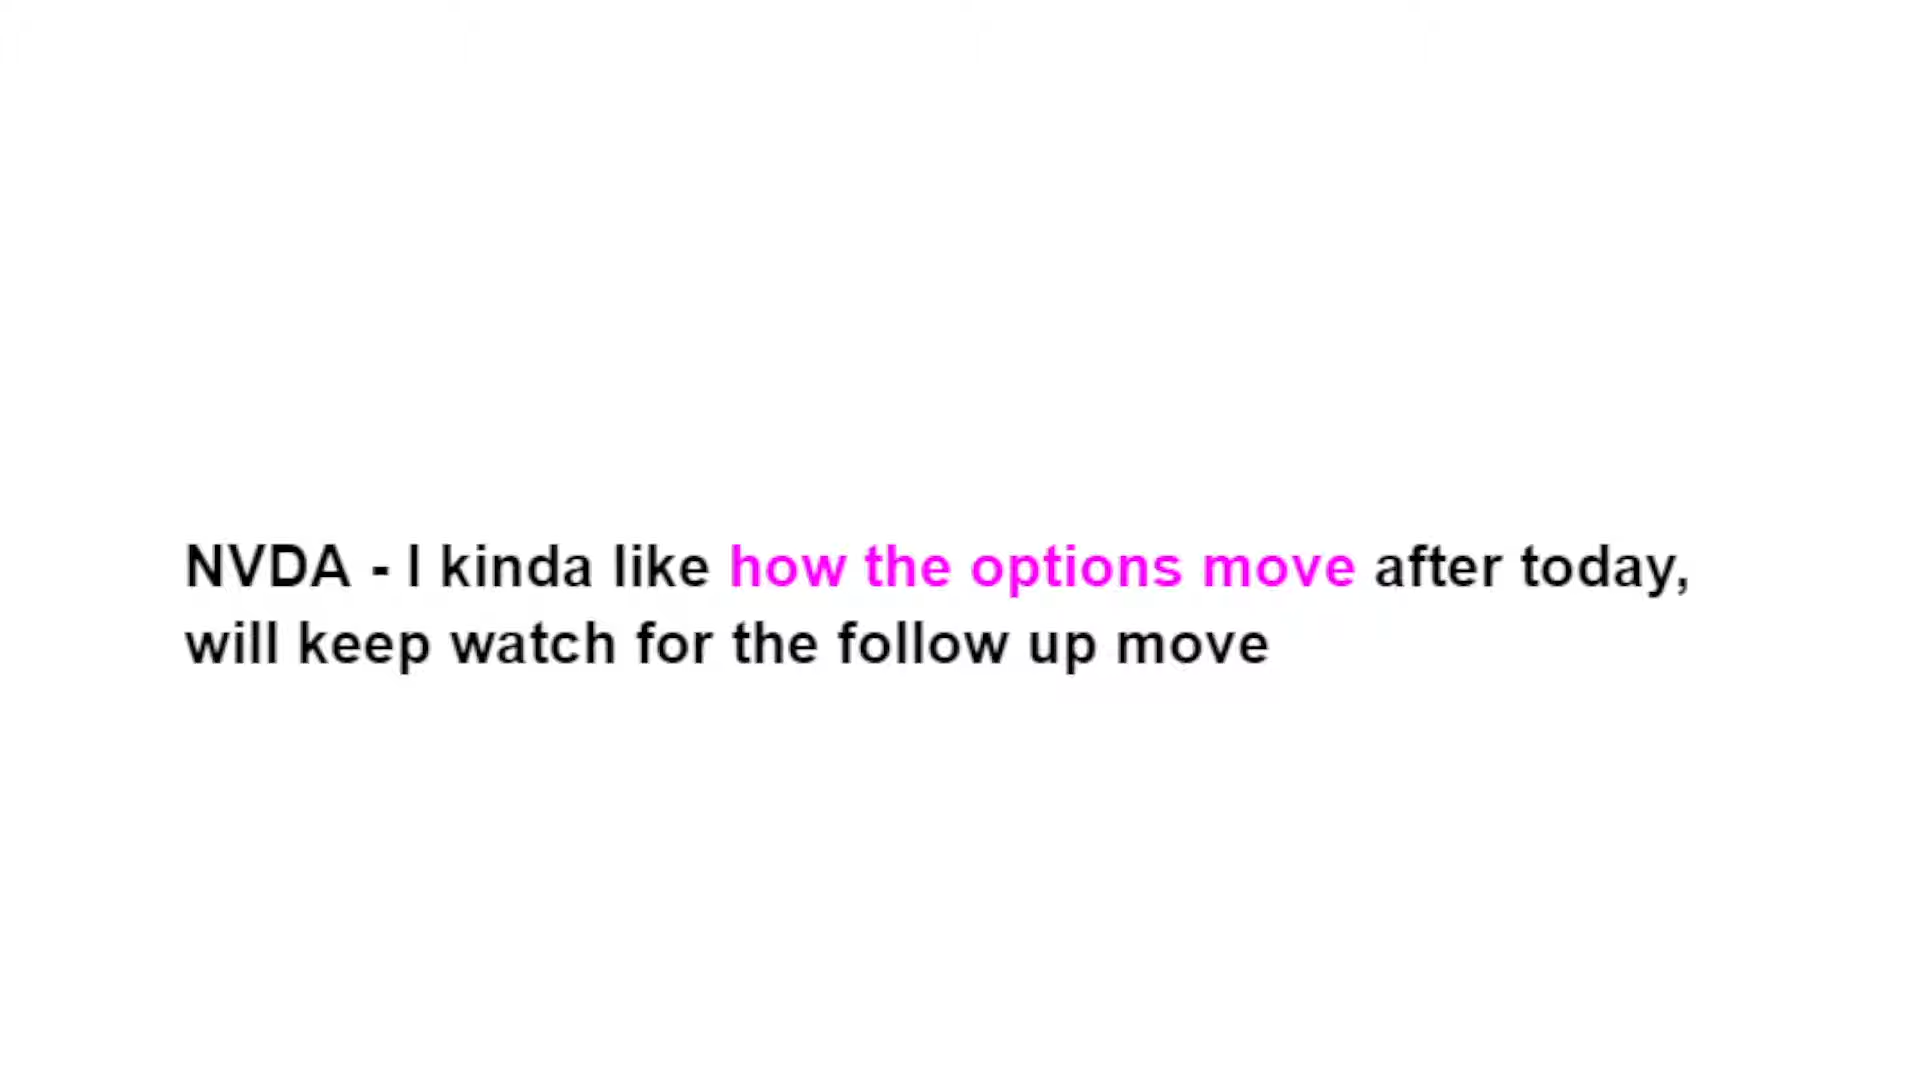 NVDA - I kinda like how the options move after today,
will keep watch for the follow up move